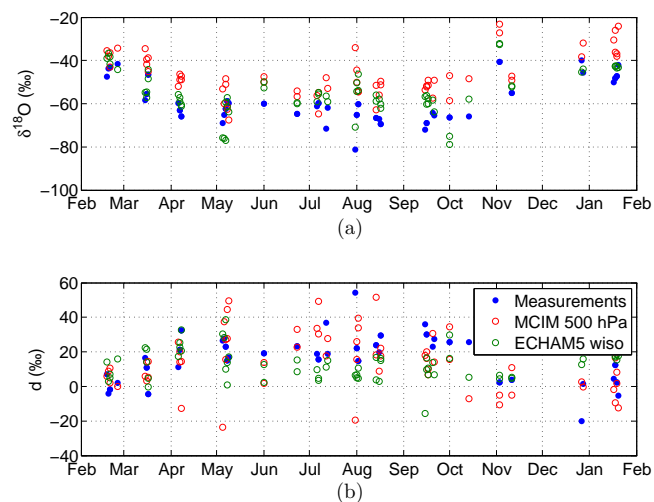 −20
−40
−60
−80
−100
δ18O (‰)
Feb Mar Apr May Jun Jul Aug Sep Oct Nov Dec Jan Feb
(a)
60
40
20
0
−20
−40
d (‰)
Measurements
MCIM 500 hPa
ECHAM5 wiso
Feb Mar Apr May Jun Jul Aug Sep Oct Nov Dec Jan Feb
(b)